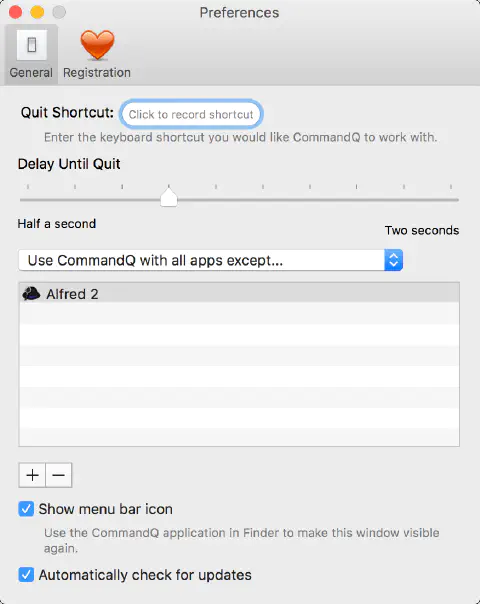 Preferences
General
Registration
Quit Shortcut: Click to record shortcut
Enter the keyboard shortcut you would like CommandQ to work with.
Delay Until Quit
Half a second
Two seconds
Use CommandQ with all apps except...
Alfred 2
+ −
Show menu bar icon
Use the CommandQ application in Finder to make this window visible
again.
Automatically check for updates